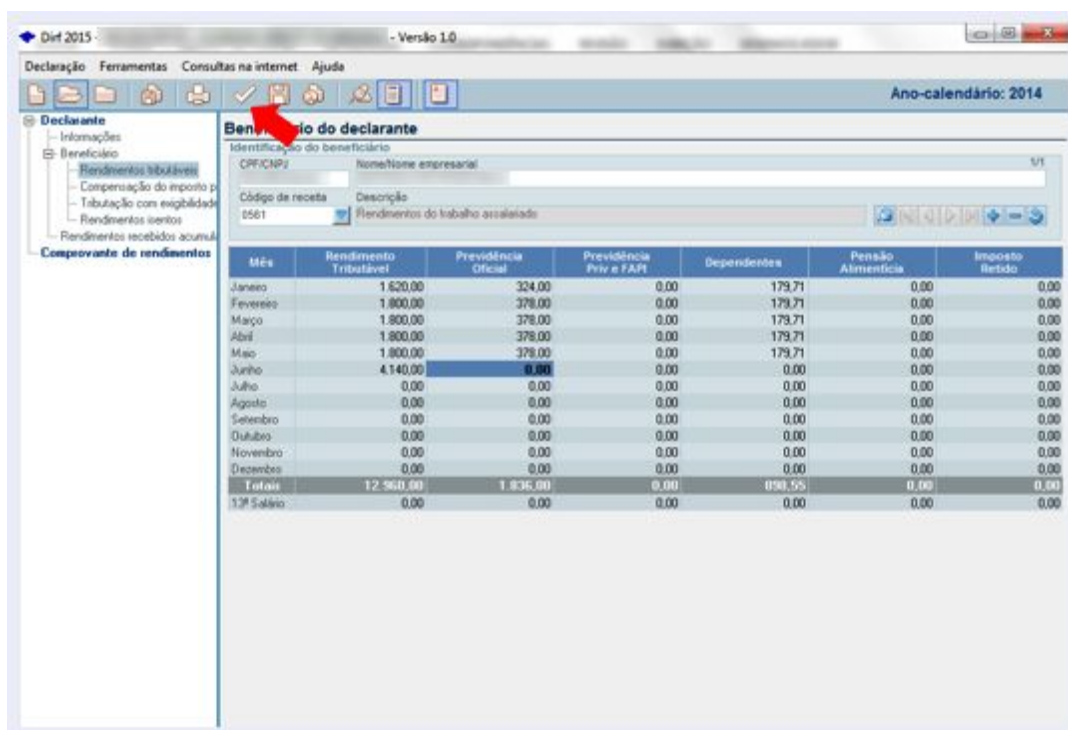 Dirf 2015 - - Versão 1.0
Declaração Ferramentas Consultas na internet Ajuda
Ano-calendário: 2014
Declarante
Informações
Beneficiário
Rendimentos tributáveis
Compensação do imposto p
Tributação com exigibilidade
Rendimentos isentos
Rendimentos recebidos acumul
Comprovante de rendimentos
Ben io do declarante
Identificação do beneficiário
CPF/CNPJ Nome/Nome empresarial 1/1
Código de receita Descrição
0561 Rendimentos do trabalho assalariado
Mês Rendimento Tributável Previdência Oficial Previdência Priv e FAPI Dependentes Pensão Alimentícia Imposto Retido
Janeiro 1.620,00 324,00 0,00 179,71 0,00 0,00
Fevereiro 1.800,00 378,00 0,00 179,71 0,00 0,00
Março 1.800,00 378,00 0,00 179,71 0,00 0,00
Abril 1.800,00 378,00 0,00 179,71 0,00 0,00
Maio 1.800,00 378,00 0,00 179,71 0,00 0,00
Junho 4.140,00 0,00 0,00 0,00 0,00 0,00
Julho 0,00 0,00 0,00 0,00 0,00 0,00
Agosto 0,00 0,00 0,00 0,00 0,00 0,00
Setembro 0,00 0,00 0,00 0,00 0,00 0,00
Outubro 0,00 0,00 0,00 0,00 0,00 0,00
Novembro 0,00 0,00 0,00 0,00 0,00 0,00
Dezembro 0,00 0,00 0,00 0,00 0,00 0,00
Totais 12.960,00 1.836,00 0,00 898,55 0,00 0,00
13º Salário 0,00 0,00 0,00 0,00 0,00 0,00